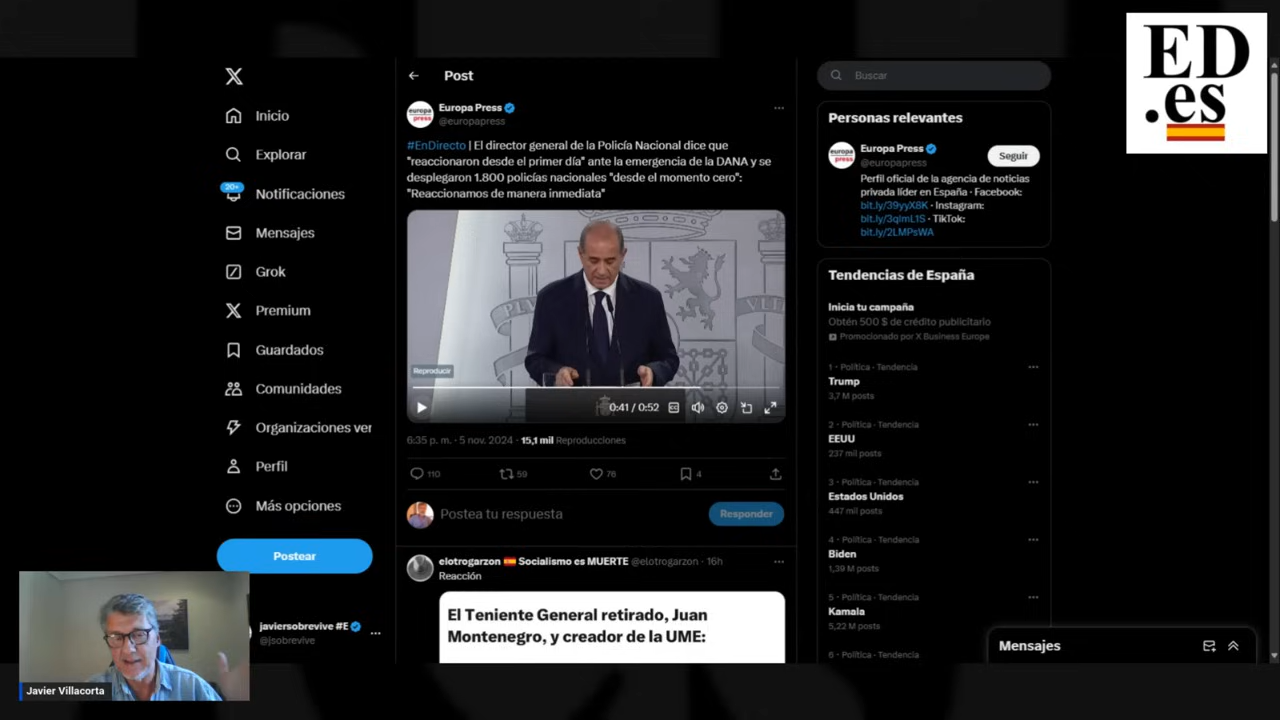 ED
.es
Post
Buscar
Inicio
Explorar
20+
Notificaciones
Mensajes
Grok
Premium
Guardados
Comunidades
Organizaciones ver
Perfil
Más opciones
Postear
javiersobrevive #E
@jsobrevive
Javier Villacorta
europa
press
Europa Press
@europapress
#EnDirecto | El director general de la Policía Nacional dice que
"reaccionaron desde el primer día" ante la emergencia de la DANA y se
desplegaron 1.800 policías nacionales "desde el momento cero":
"Reaccionamos de manera inmediata"
Reproducir
0:41 / 0:52
6:35 p. m. · 5 nov. 2024 · 15,1 mil Reproducciones
110
59
76
4
Postea tu respuesta
Responder
elotrogarzon Socialismo es MUERTE @elotrogarzon · 16h
Reacción
El Teniente General retirado, Juan
Montenegro, y creador de la UME:
Personas relevantes
europa
press
Europa Press
@europapress
Seguir
Perfil oficial de la agencia de noticias
privada líder en España · Facebook:
bit.ly/39yyX8K · Instagram:
bit.ly/3qlmL1S · TikTok:
bit.ly/2LMPsWA
Tendencias de España
Inicia tu campaña
Obtén 500 $ de crédito publicitario
Promocionado por X Business Europe
1 · Política · Tendencia
Trump
3,7 M posts
2 · Política · Tendencia
EEUU
237 mil posts
3 · Política · Tendencia
Estados Unidos
447 mil posts
4 · Política · Tendencia
Biden
1,39 M posts
5 · Política · Tendencia
Kamala
5,22 M posts
6 · Política · Tendencia
Mensajes